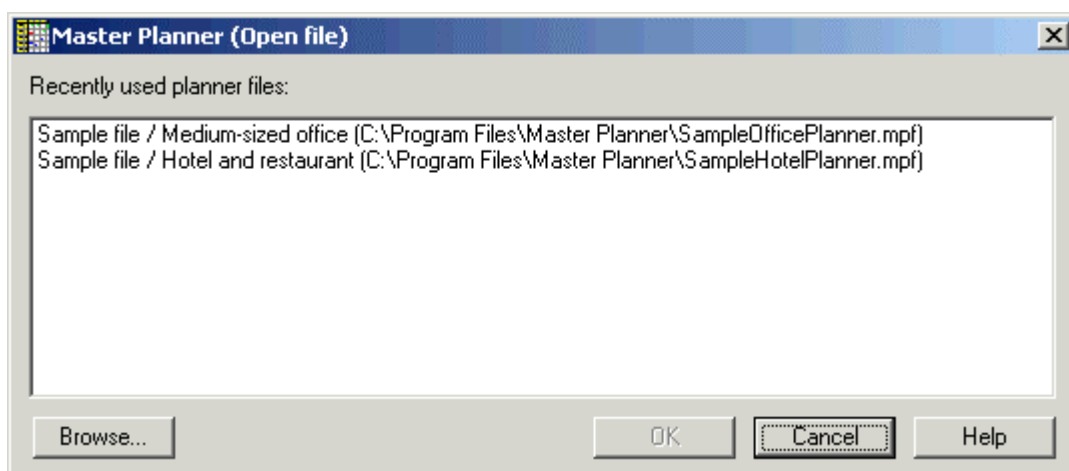 Master Planner (Open file)
Recently used planner files:
Sample file / Medium-sized office (C:\Program Files\Master Planner\SampleOfficePlanner.mpf)
Sample file / Hotel and restaurant (C:\Program Files\Master Planner\SampleHotelPlanner.mpf)
Browse... OK Cancel Help